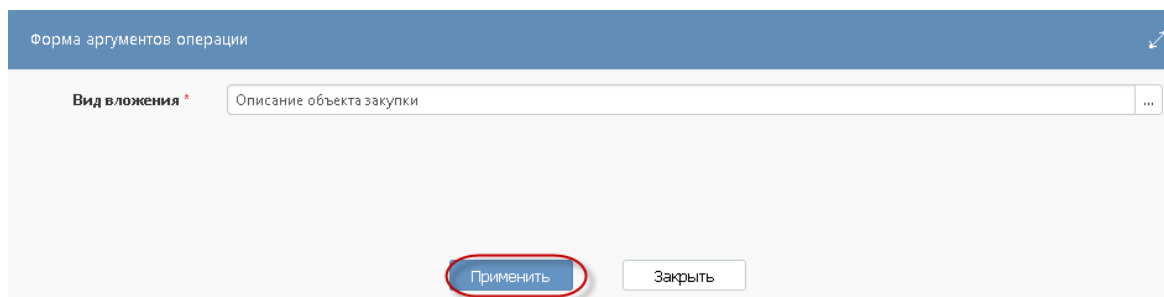 Форма аргументов операции
Вид вложения * Описание объекта закупки ...
Применить Закрыть